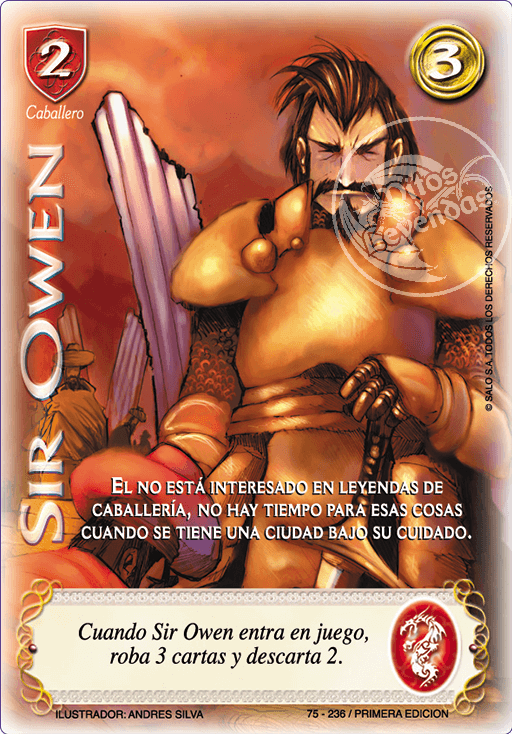 2
3
Caballero
SIR OWEN
Mitos
Leyendas
© SALO S.A. TODOS LOS DERECHOS RESERVADOS
EL NO ESTÁ INTERESADO EN LEYENDAS DE
CABALLERÍA, NO HAY TIEMPO PARA ESAS COSAS
CUANDO SE TIENE UNA CIUDAD BAJO SU CUIDADO.
Cuando Sir Owen entra en juego,
roba 3 cartas y descarta 2.
ILUSTRADOR: ANDRES SILVA
75 - 236 / PRIMERA EDICION